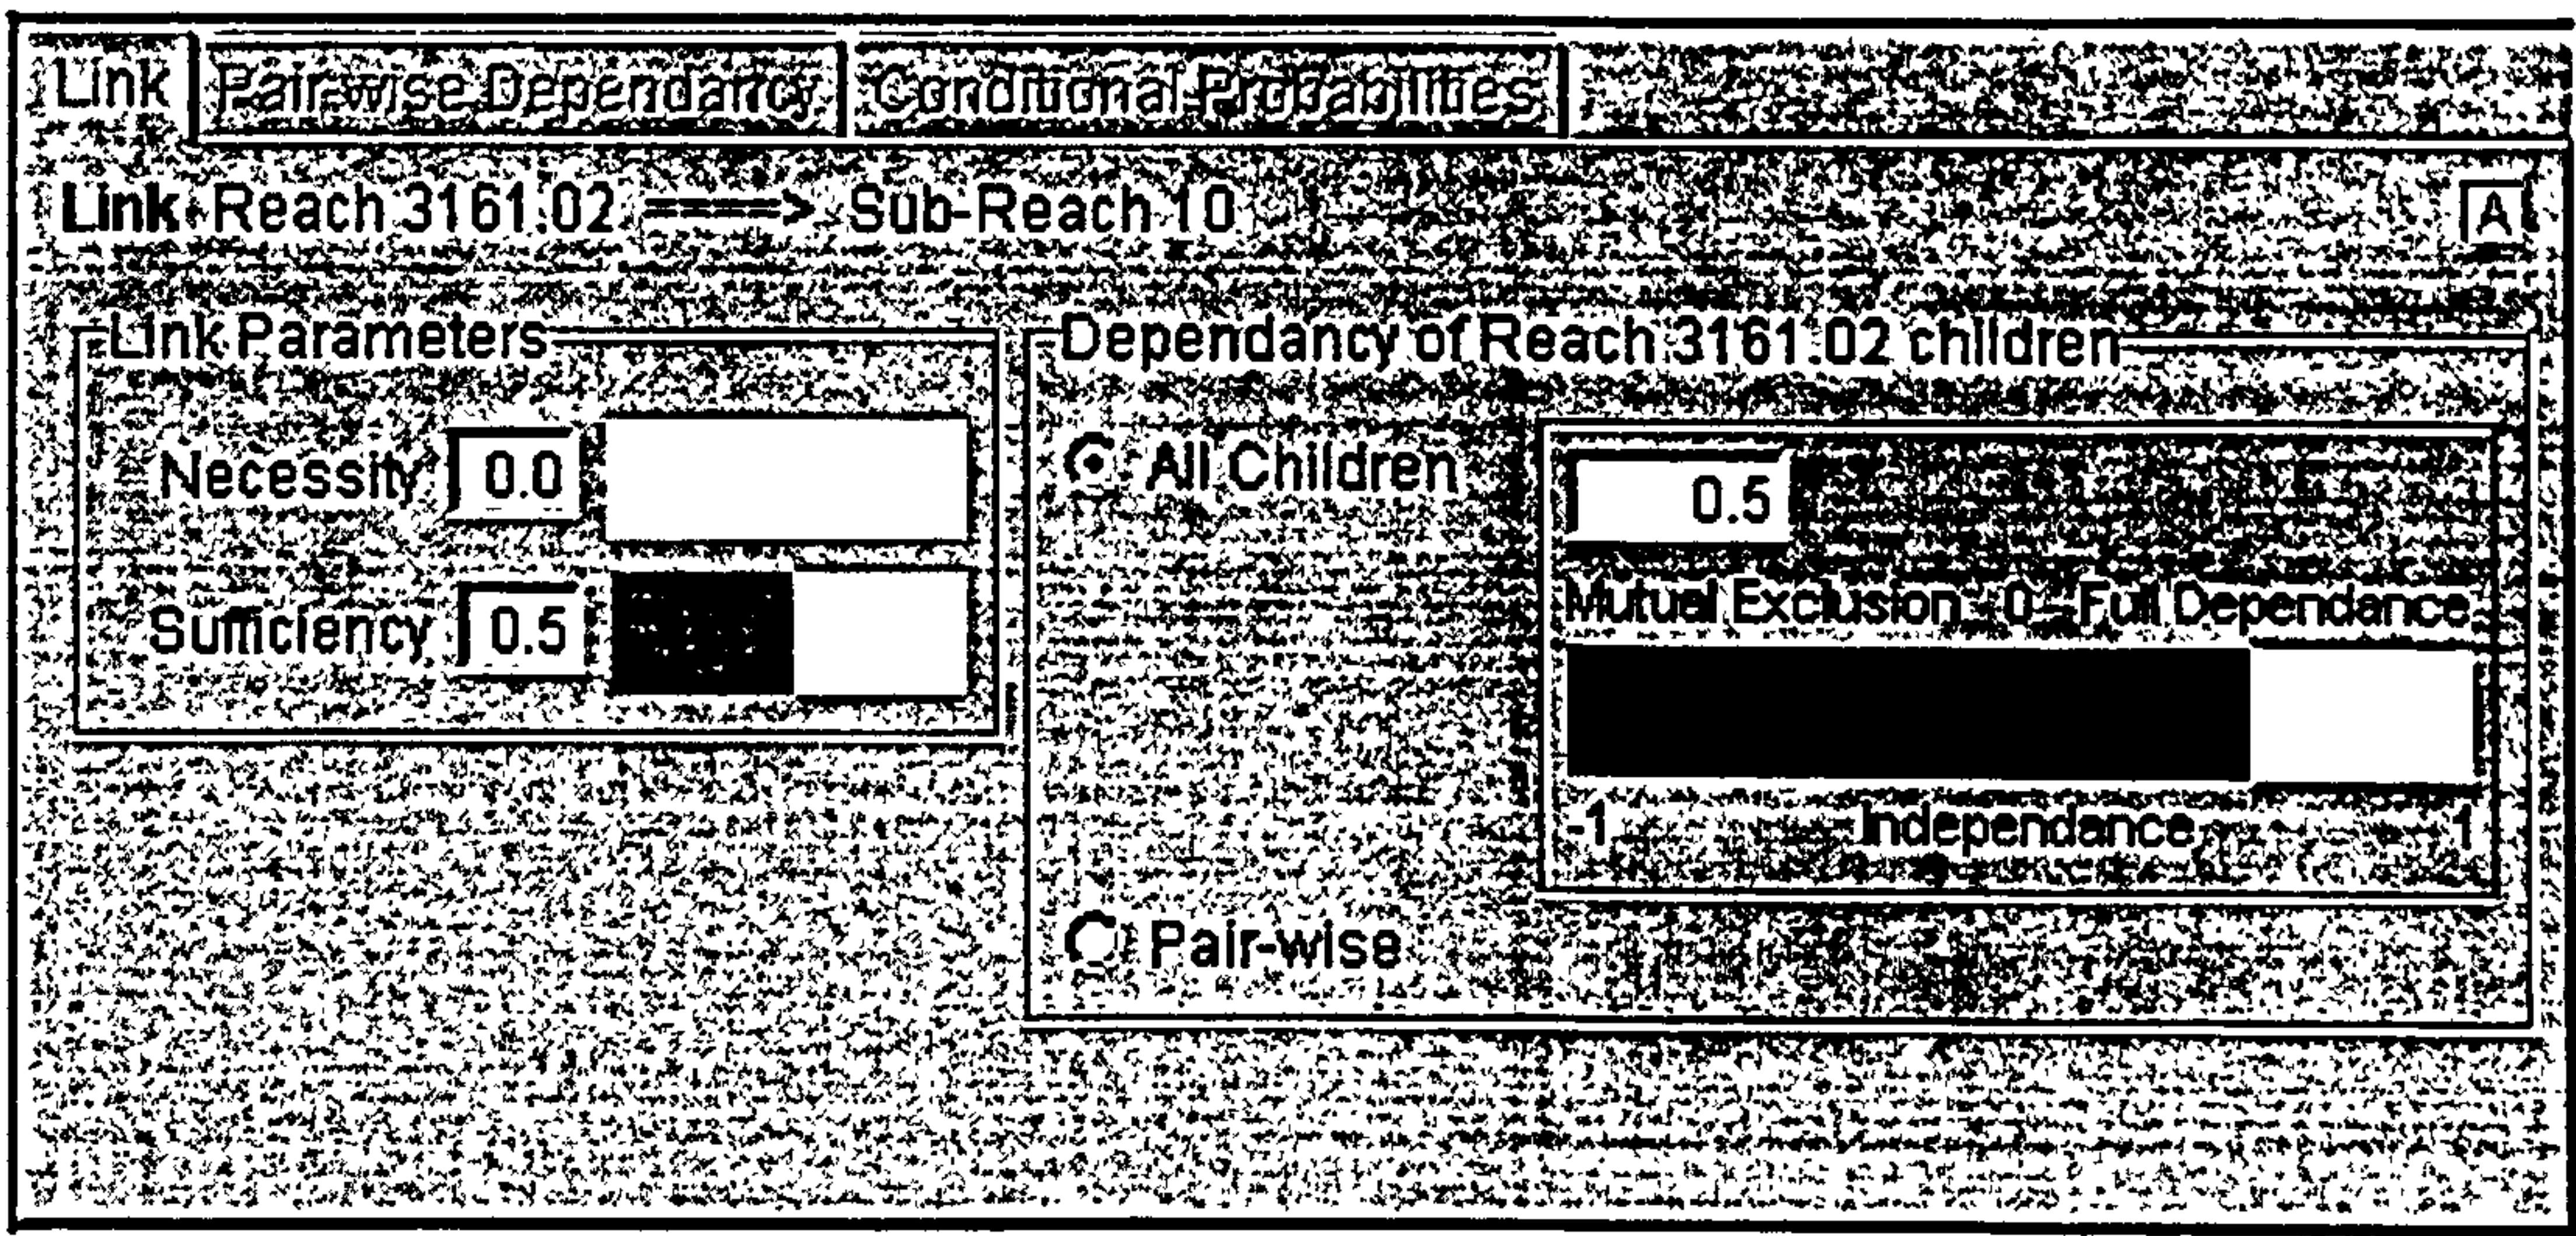 Link Pair-wise Dependancy Conditional Probabilities
Link Reach 3161.02 ====> Sub-Reach 10
A
Link Parameters
Necessity 0.0
Sufficiency 0.5
Dependancy of Reach 3161.02 children
All Children
0.5
Mutual Exclusion 0 Full Dependance
-1 Independance 1
Pair-wise